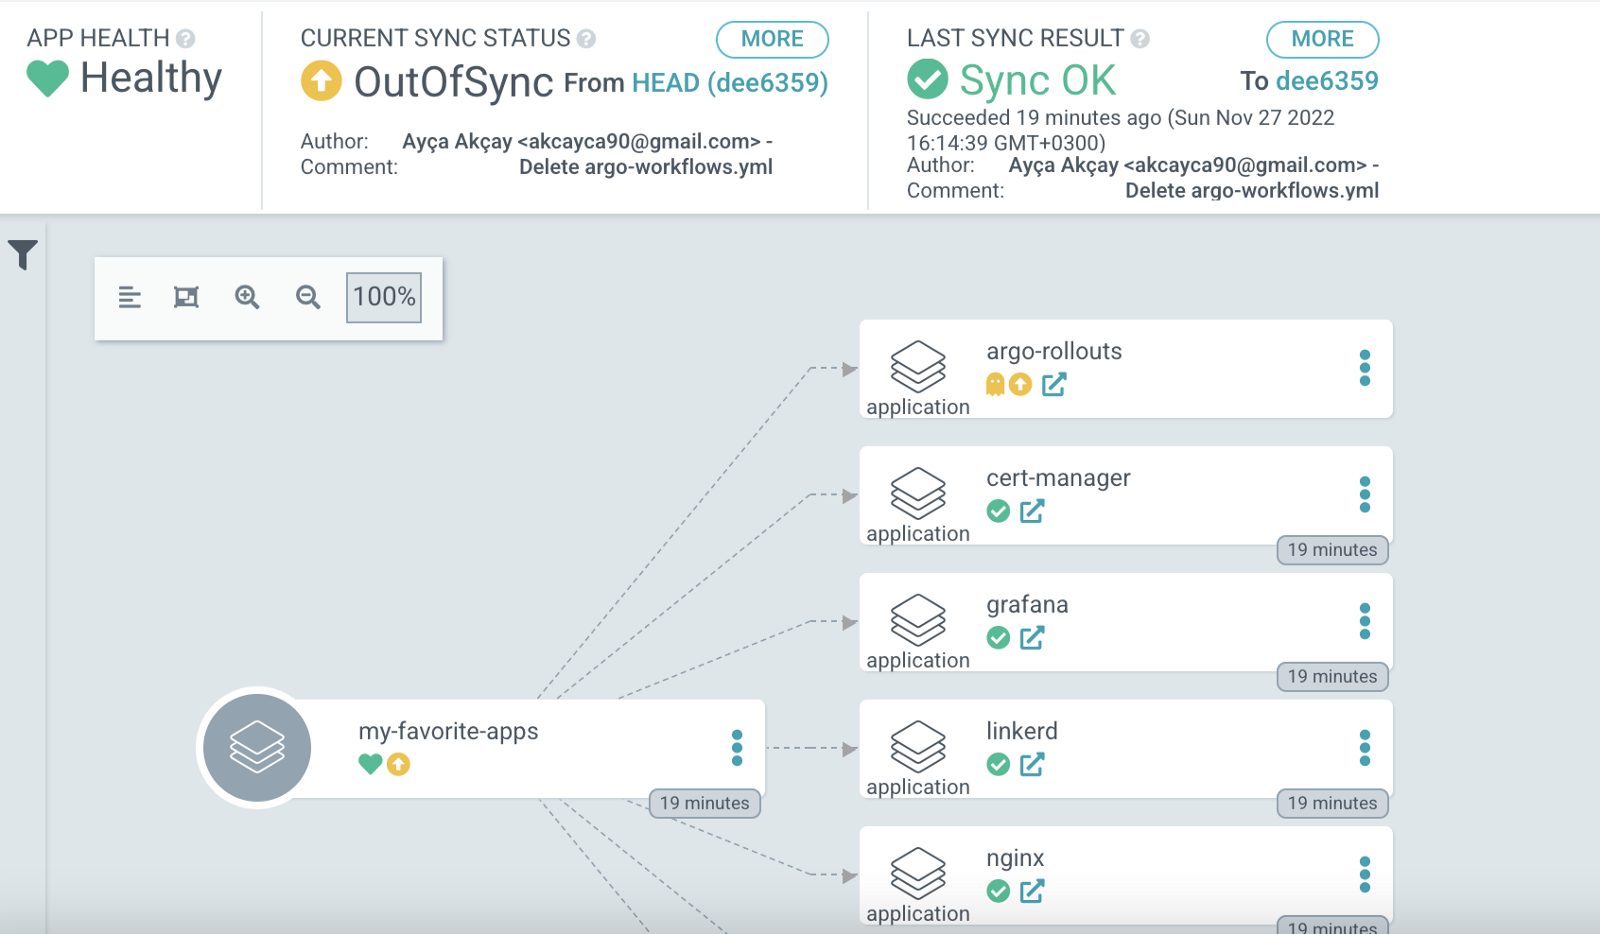 APP HEALTH
Healthy
CURRENT SYNC STATUS
MORE
OutOfSync From HEAD (dee6359)
Author: Ayça Akçay <akcayca90@gmail.com> -
Comment: Delete argo-workflows.yml
LAST SYNC RESULT
MORE
Sync OK To dee6359
Succeeded 19 minutes ago (Sun Nov 27 2022
16:14:39 GMT+0300)
Author: Ayça Akçay <akcayca90@gmail.com> -
Comment: Delete argo-workflows.yml
100%
argo-rollouts
application
cert-manager
application
19 minutes
grafana
application
19 minutes
my-favorite-apps
19 minutes
linkerd
application
19 minutes
nginx
application
19 minutes